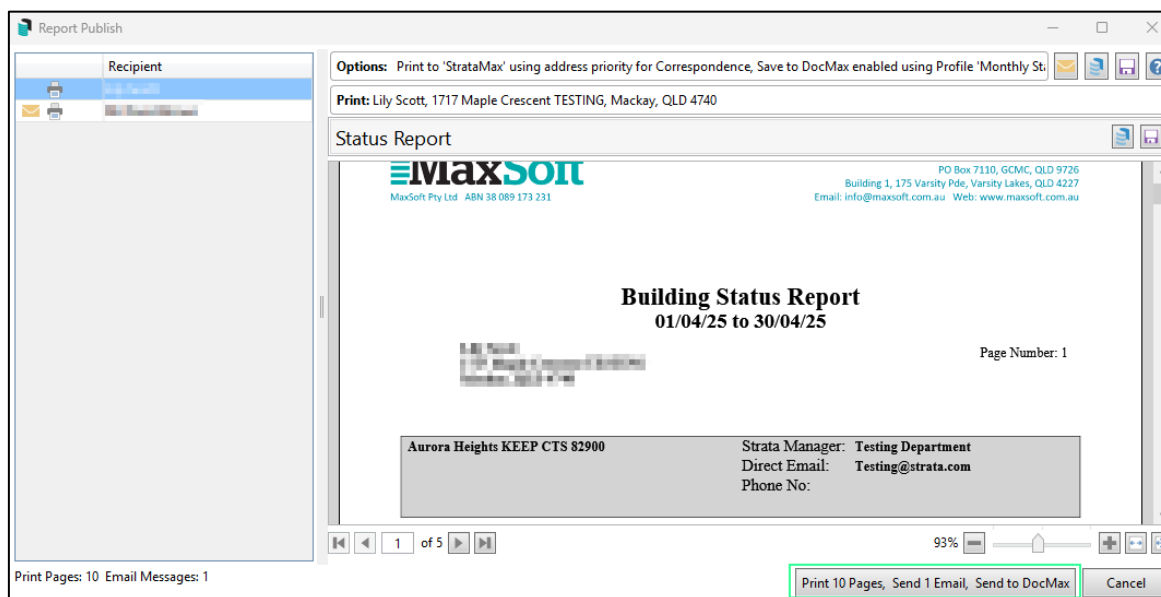 Report Publish
Recipient
Options: Print to 'StrataMax' using address priority for Correspondence, Save to DocMax enabled using Profile 'Monthly St
Print: Lily Scott, 1717 Maple Crescent TESTING, Mackay, QLD 4740
Status Report
MaxSoft
MaxSoft Pty Ltd ABN 38 089 173 231
PO Box 7110, GCMC, QLD 9726
Building 1, 175 Varsity Pde, Varsity Lakes, QLD 4227
Email: info@maxsoft.com.au Web: www.maxsoft.com.au
Building Status Report
01/04/25 to 30/04/25
Page Number: 1
Aurora Heights KEEP CTS 82900
Strata Manager: Testing Department
Direct Email: Testing@strata.com
Phone No:
1 of 5
93%
Print Pages: 10 Email Messages: 1
Print 10 Pages, Send 1 Email, Send to DocMax
Cancel